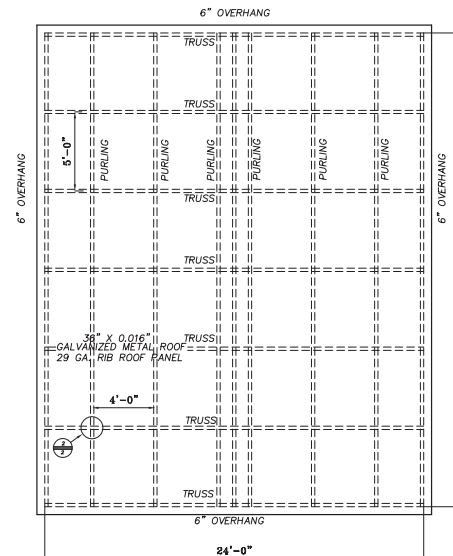 6" OVERHANG
TRUSS
TRUSS
5'-0"
PURLING
PURLING
PURLING
PURLING
PURLING
PURLING
6" OVERHANG
6" OVERHANG
TRUSS
TRUSS
TRUSS
36" X 0.016"
GALVANIZED METAL ROOF
29 GA. RIB ROOF PANEL
4'-0"
TRUSS
2
2
TRUSS
6" OVERHANG
24'-0"